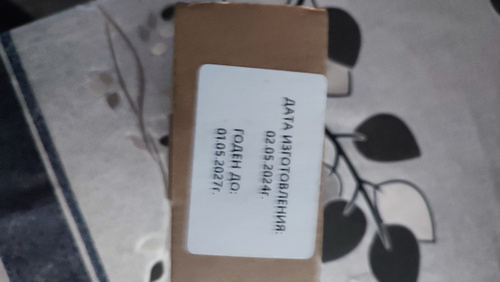 ДАТА ИЗГОТОВЛЕНИЯ:
02.05.2024г.
ГОДЕН ДО:
01.05.2027г.